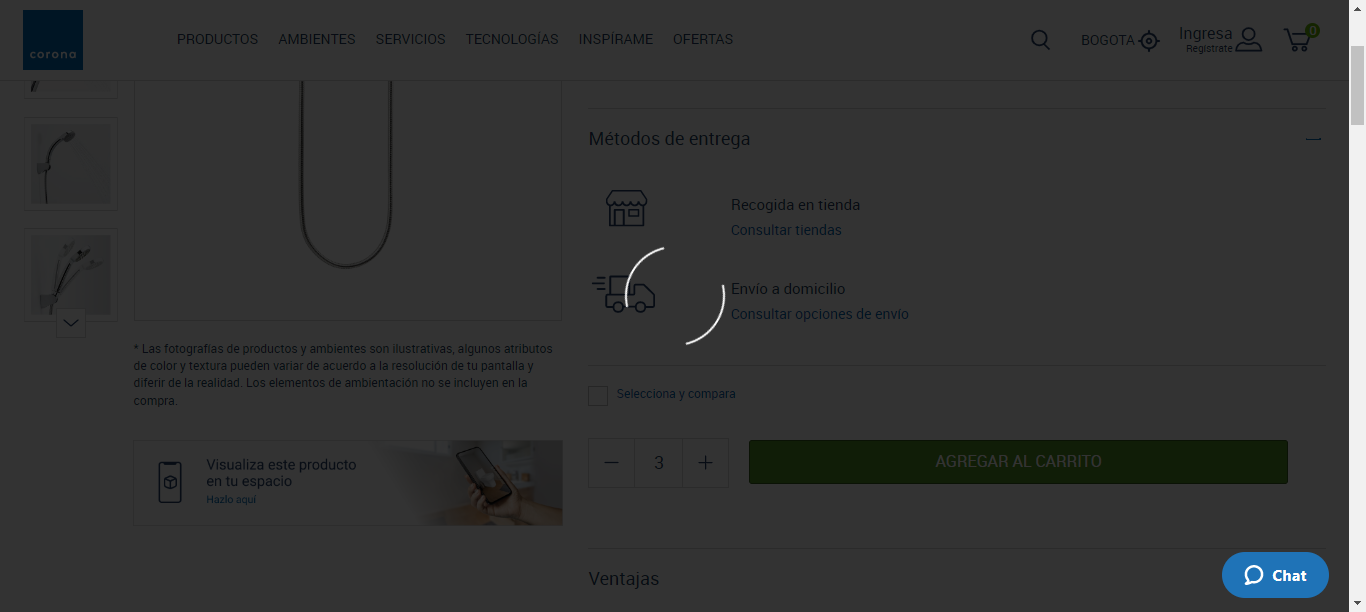 corona
PRODUCTOS AMBIENTES SERVICIOS TECNOLOGÍAS INSPÍRAME OFERTAS
BOGOTA
Ingresa
Regístrate
0
Métodos de entrega
Recogida en tienda
Consultar tiendas
Envío a domicilio
Consultar opciones de envío
* Las fotografías de productos y ambientes son ilustrativas, algunos atributos
de color y textura pueden variar de acuerdo a la resolución de tu pantalla y
diferir de la realidad. Los elementos de ambientación no se incluyen en la
compra.
Selecciona y compara
Visualiza este producto
en tu espacio
Hazlo aquí
3
AGREGAR AL CARRITO
Ventajas
Chat